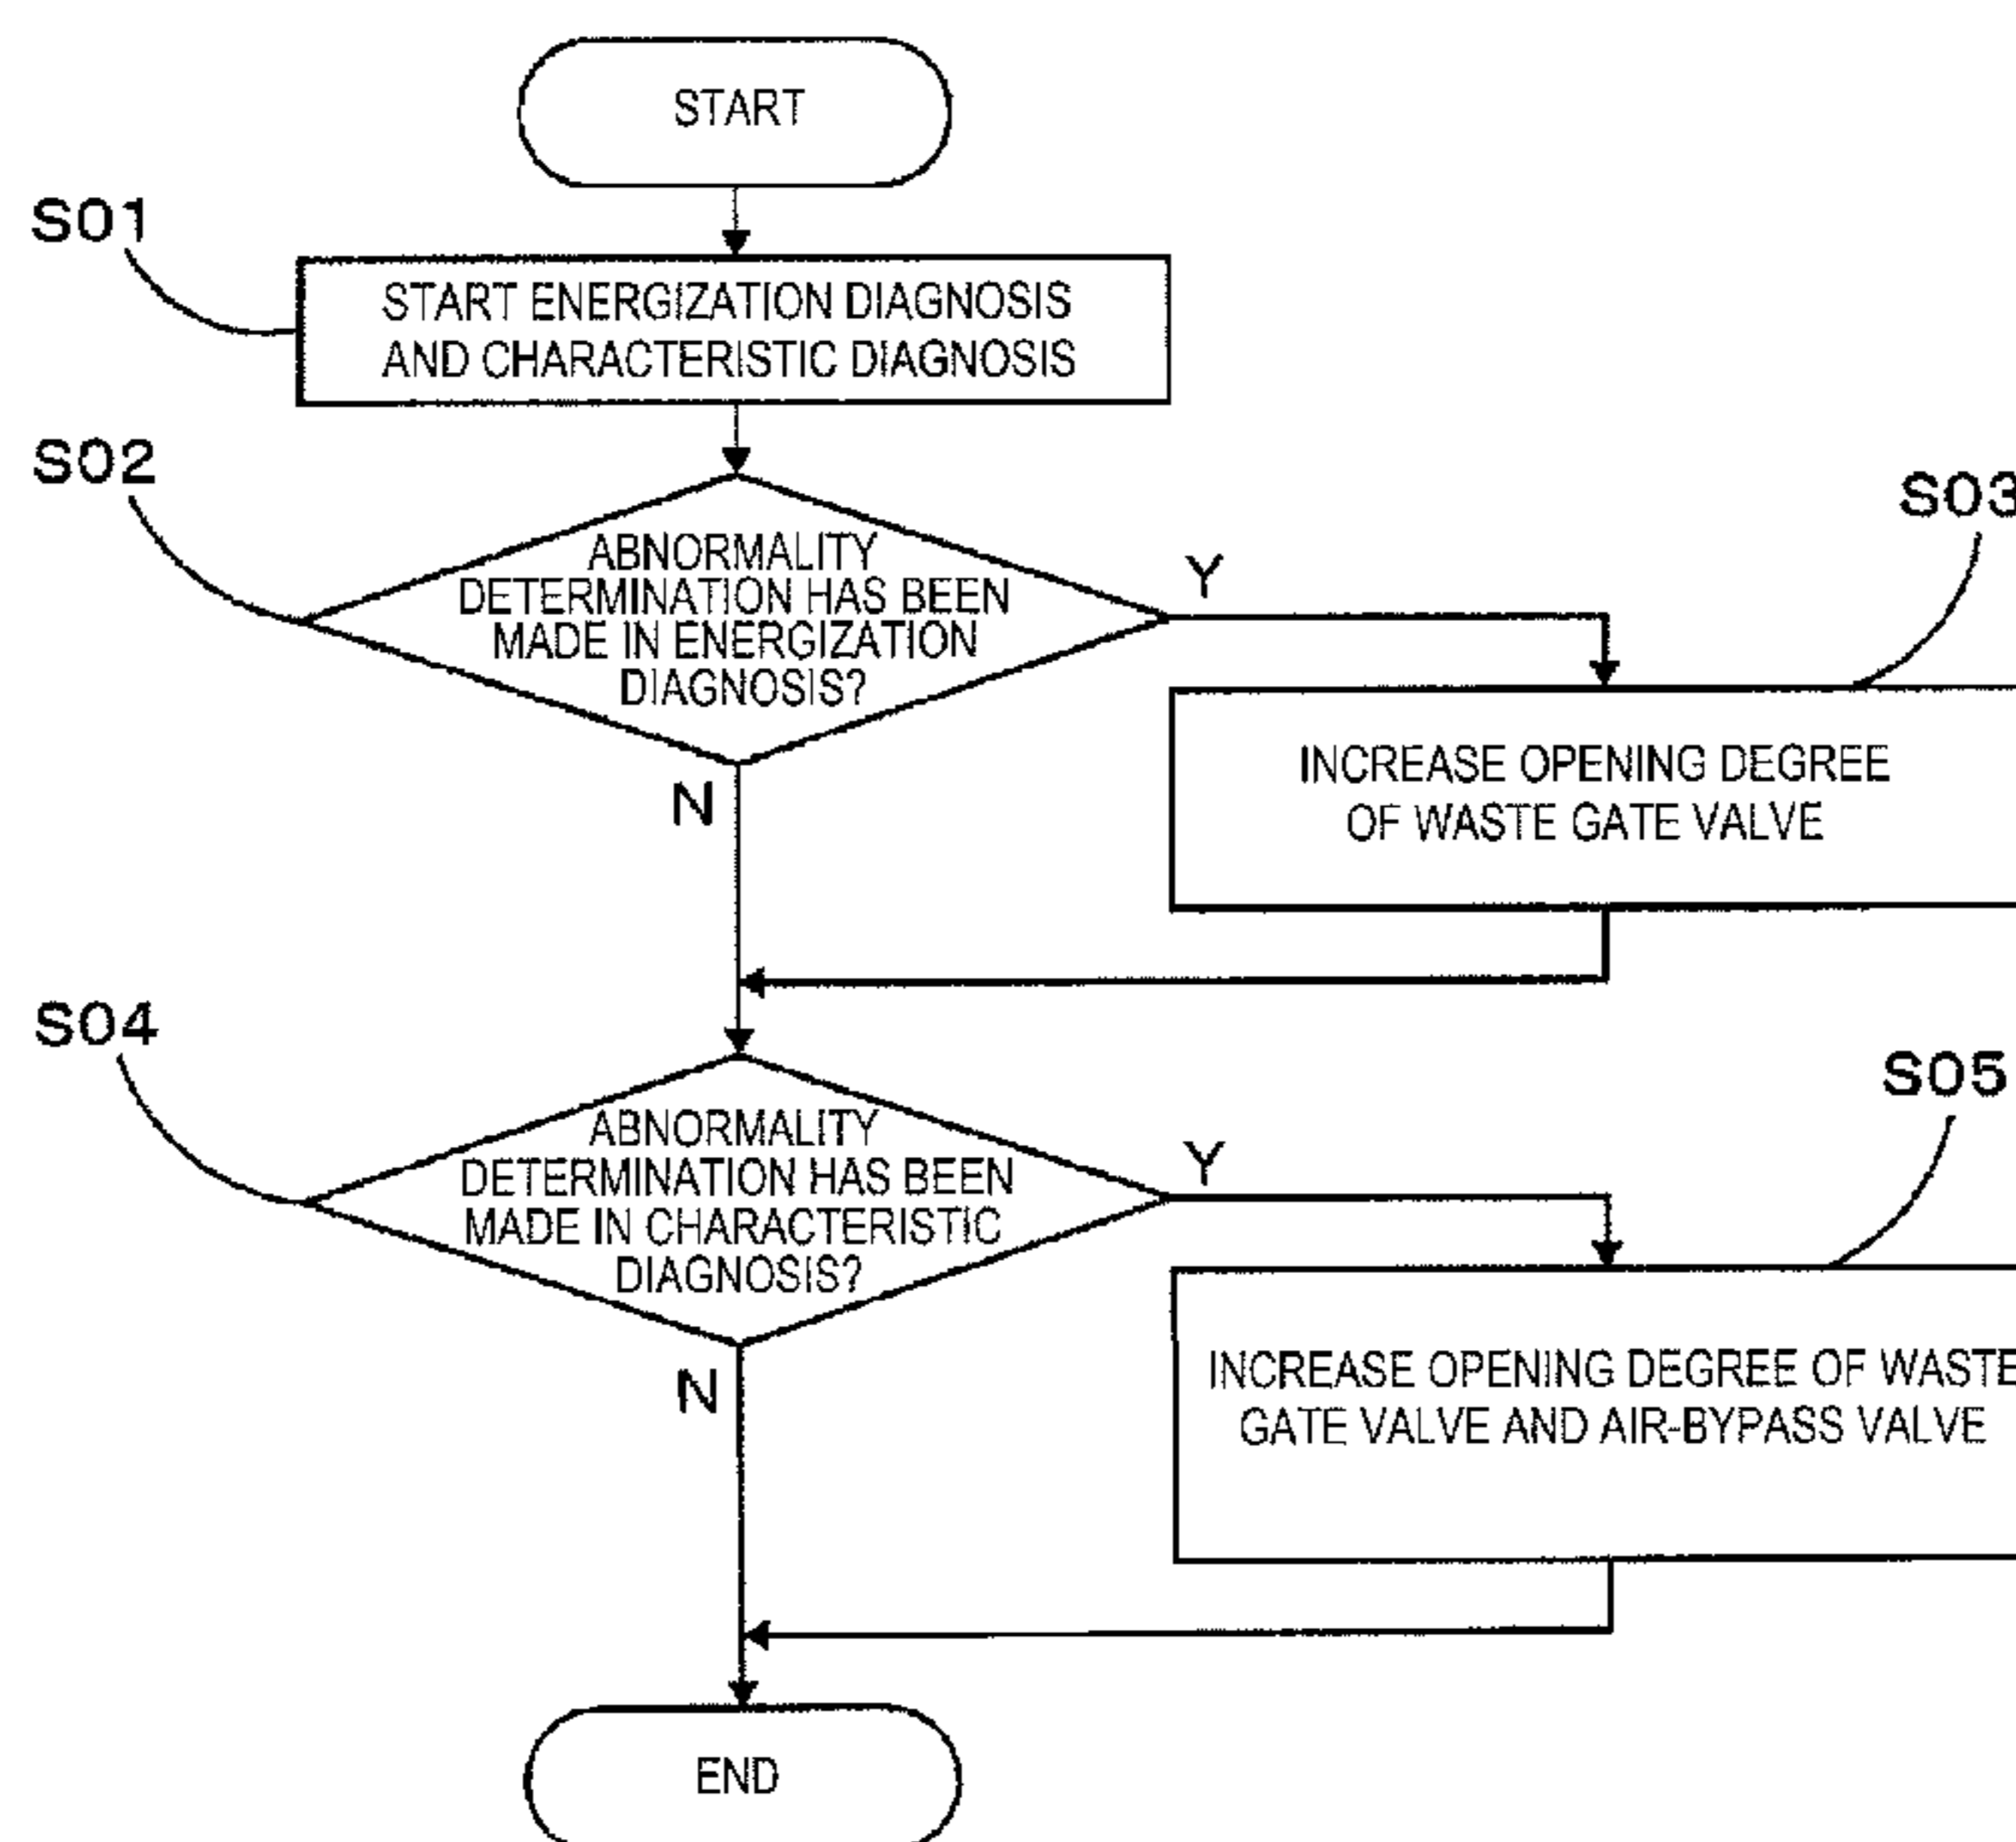 START
S01
START ENERGIZATION DIAGNOSIS
AND CHARACTERISTIC DIAGNOSIS
S02
ABNORMALITY
DETERMINATION HAS BEEN
MADE IN ENERGIZATION
DIAGNOSIS?
Y
N
S03
INCREASE OPENING DEGREE
OF WASTE GATE VALVE
S04
ABNORMALITY
DETERMINATION HAS BEEN
MADE IN CHARACTERISTIC
DIAGNOSIS?
Y
N
S05
INCREASE OPENING DEGREE OF WASTE
GATE VALVE AND AIR-BYPASS VALVE
END